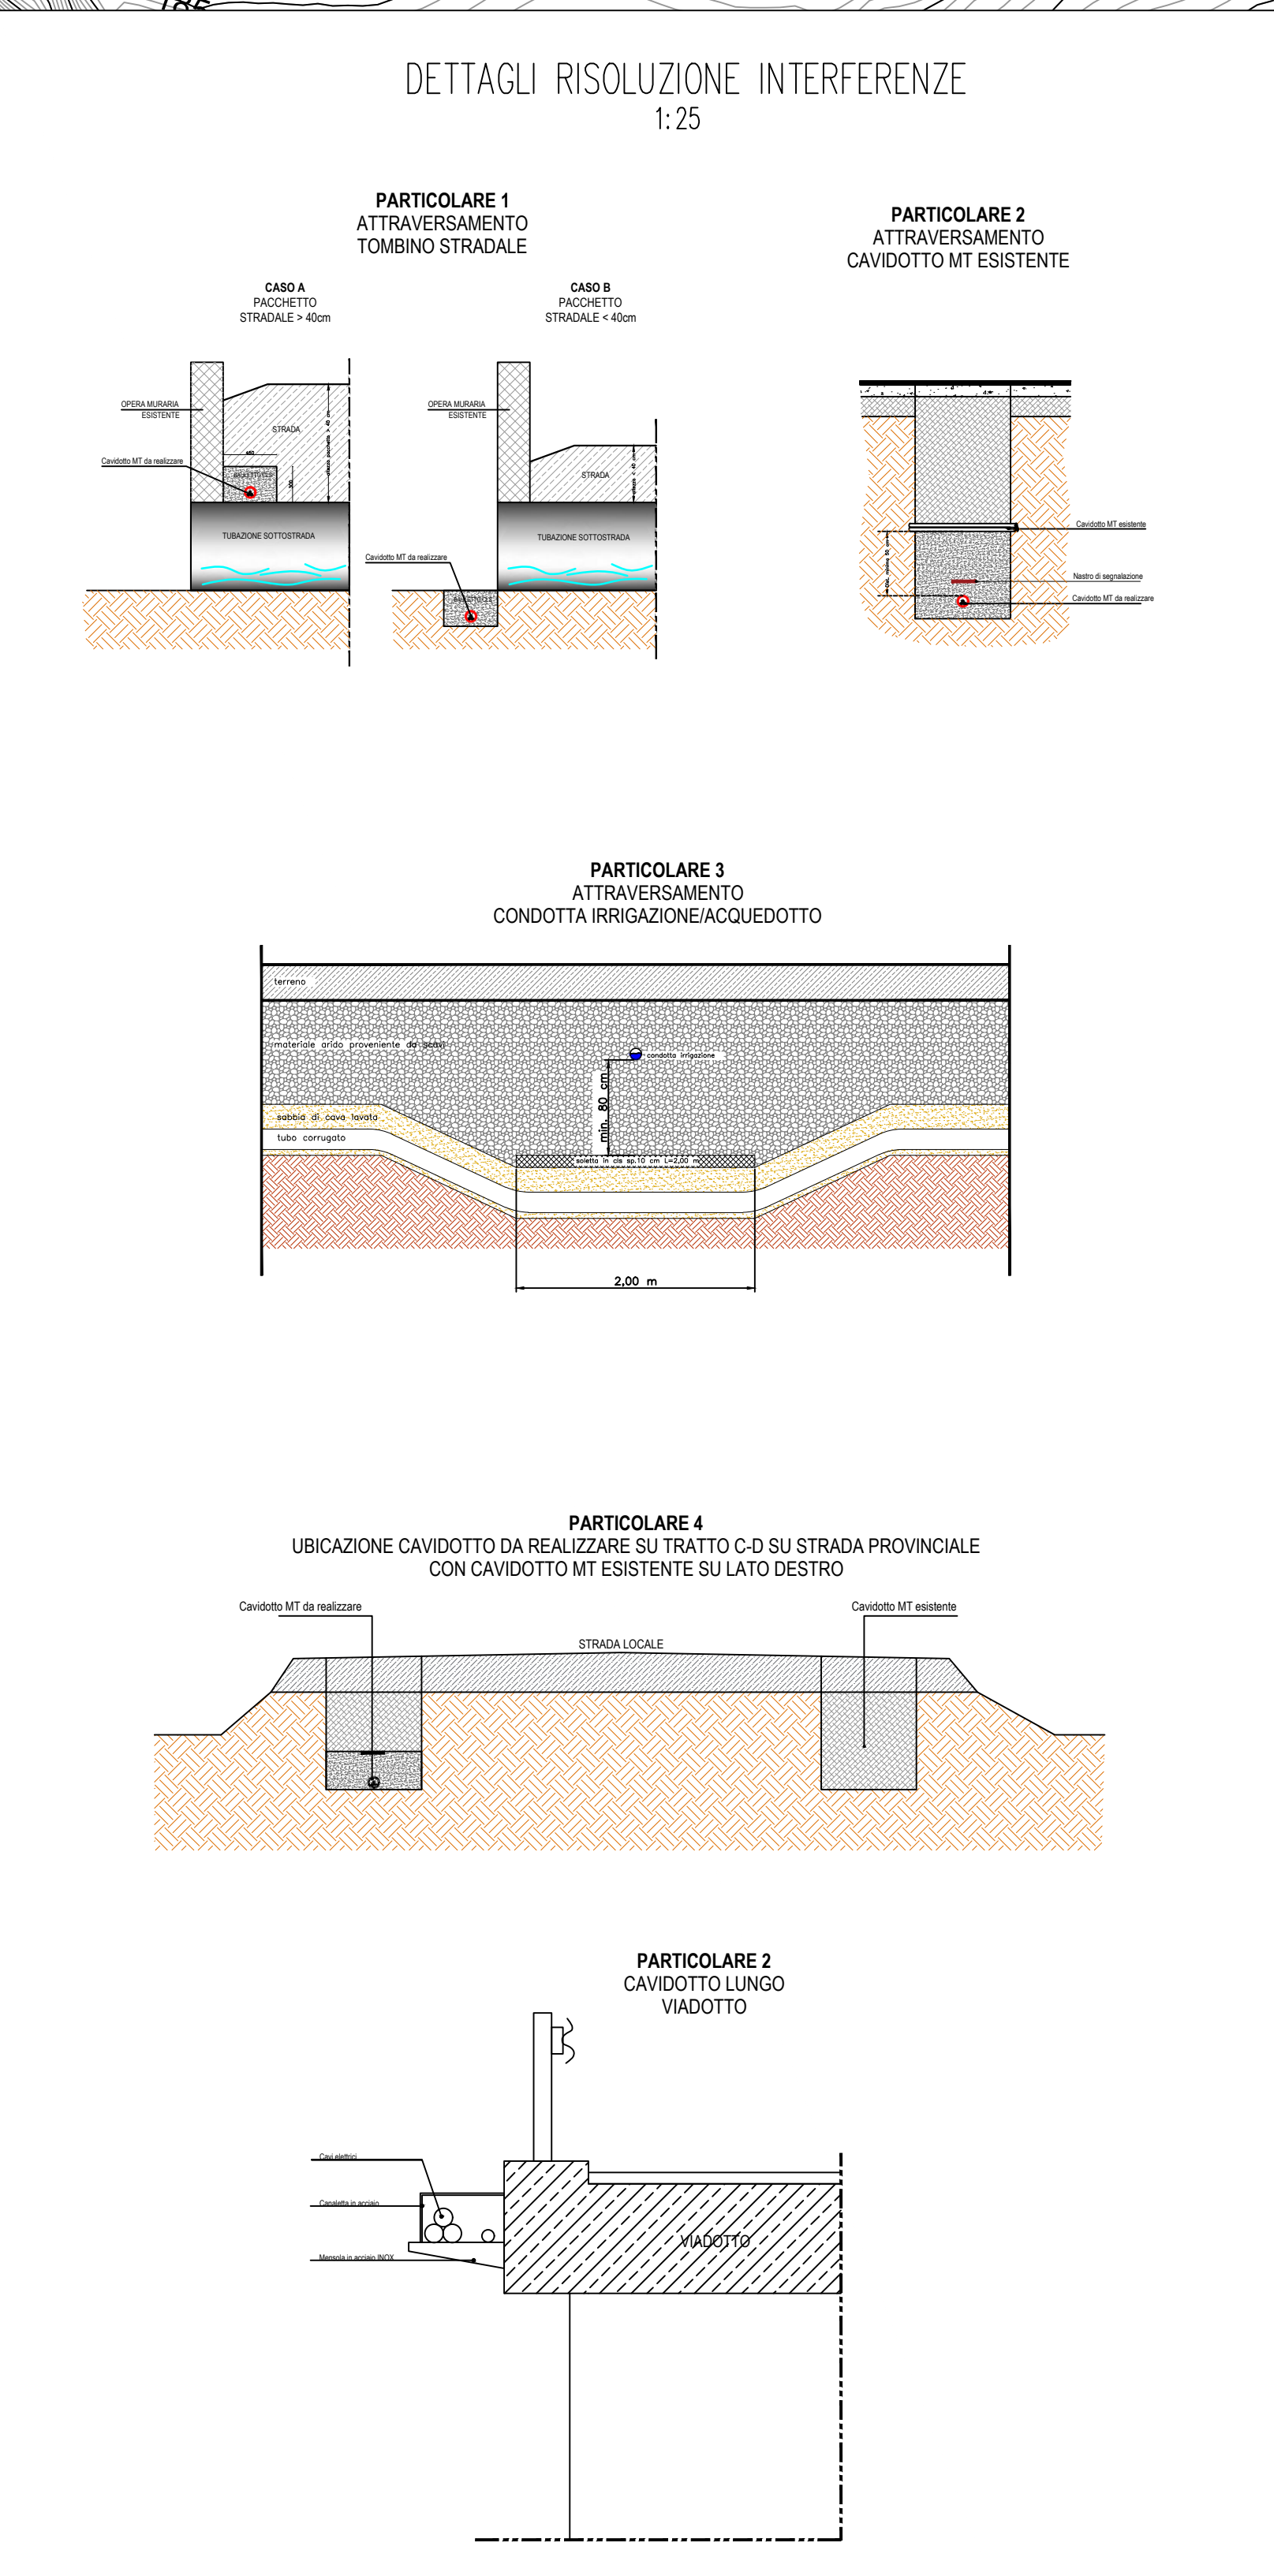 DETTAGLI RISOLUZIONE INTERFERENZE
1:25
PARTICOLARE 1
ATTRAVERSAMENTO
TOMBINO STRADALE
CASO A
PACCHETTO
STRADALE > 40cm
OPERA MURARIA
ESISTENTE
STRADA
Cavidotto MT da realizzare
TUBAZIONE SOTTOSTRADA
CASO B
PACCHETTO
STRADALE < 40cm
OPERA MURARIA
ESISTENTE
STRADA
TUBAZIONE SOTTOSTRADA
Cavidotto MT da realizzare
PARTICOLARE 2
ATTRAVERSAMENTO
CAVIDOTTO MT ESISTENTE
Cavidotto MT esistente
Nastro di segnalazione
Cavidotto MT da realizzare
PARTICOLARE 3
ATTRAVERSAMENTO
CONDOTTA IRRIGAZIONE/ACQUEDOTTO
terreno
materiale arido proveniente da scavi
condotta irrigazione
min. 80 cm
sabbia di cava lavata
tubo corrugato
soletta in cls sp.10 cm L=2,00 m
2,00 m
PARTICOLARE 4
UBICAZIONE CAVIDOTTO DA REALIZZARE SU TRATTO C-D SU STRADA PROVINCIALE
CON CAVIDOTTO MT ESISTENTE SU LATO DESTRO
Cavidotto MT da realizzare
Cavidotto MT esistente
STRADA LOCALE
PARTICOLARE 2
CAVIDOTTO LUNGO
VIADOTTO
Cavi elettrici
Canaletta in acciaio
Mensola in acciaio INOX
VIADOTTO